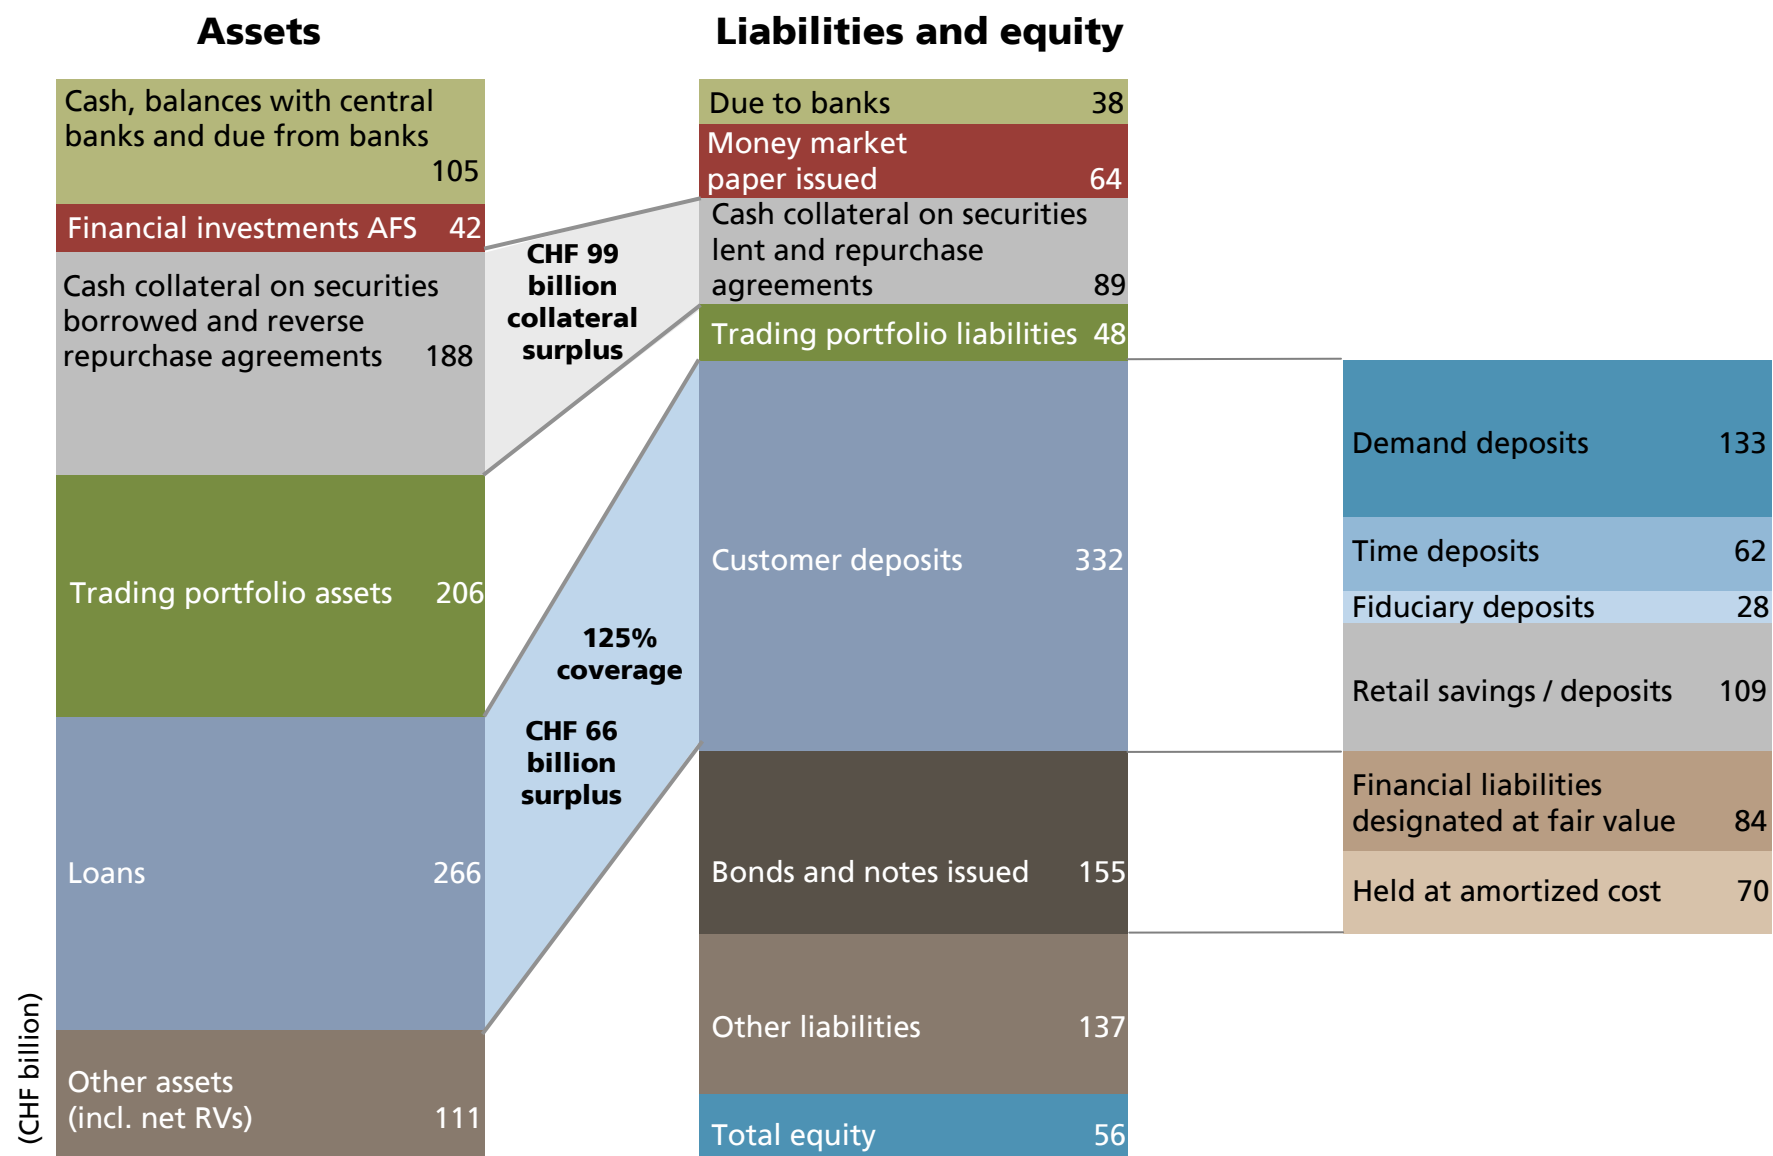 Assets
Liabilities and equity
Cash, balances with central
banks and due from banks
105
Financial investments AFS 42
Cash collateral on securities
borrowed and reverse
repurchase agreements 188
Trading portfolio assets 206
Loans 266
Other assets
(incl. net RVs) 111
(CHF billion)
CHF 99
billion
collateral
surplus
125%
coverage
CHF 66
billion
surplus
Due to banks 38
Money market
paper issued 64
Cash collateral on securities
lent and repurchase
agreements 89
Trading portfolio liabilities 48
Customer deposits 332
Bonds and notes issued 155
Other liabilities 137
Total equity 56
Demand deposits 133
Time deposits 62
Fiduciary deposits 28
Retail savings / deposits 109
Financial liabilities
designated at fair value 84
Held at amortized cost 70